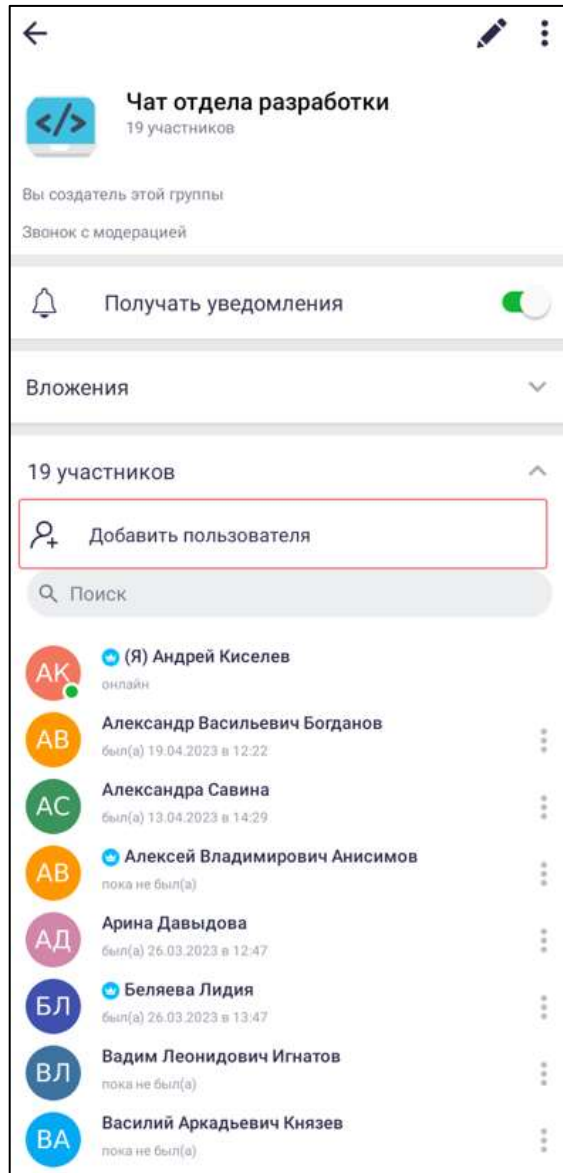 </>
Чат отдела разработки
19 участников
Вы создатель этой группы
Звонок с модерацией
Получать уведомления
Вложения
19 участников
Добавить пользователя
Поиск
АК
(Я) Андрей Киселев
онлайн
АВ
Александр Васильевич Богданов
был(а) 19.04.2023 в 12:22
АС
Александра Савина
был(а) 13.04.2023 в 14:29
АВ
Алексей Владимирович Анисимов
пока не был(а)
АД
Арина Давыдова
был(а) 26.03.2023 в 12:47
БЛ
Беляева Лидия
был(а) 26.03.2023 в 13:47
ВЛ
Вадим Леонидович Игнатов
пока не был(а)
ВА
Василий Аркадьевич Князев
пока не был(а)